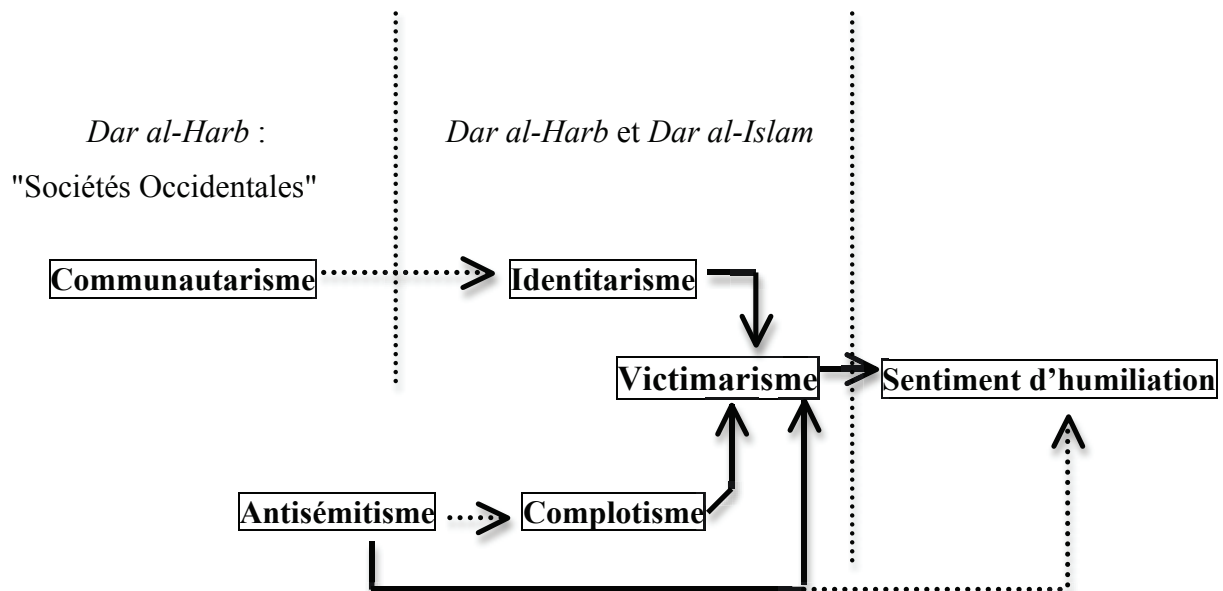 Dar al-Harb :
"Sociétés Occidentales"
Dar al-Harb et Dar al-Islam
Communautarisme
Identitarisme
Victimarisme
Sentiment d’humiliation
Antisémitisme
Complotisme